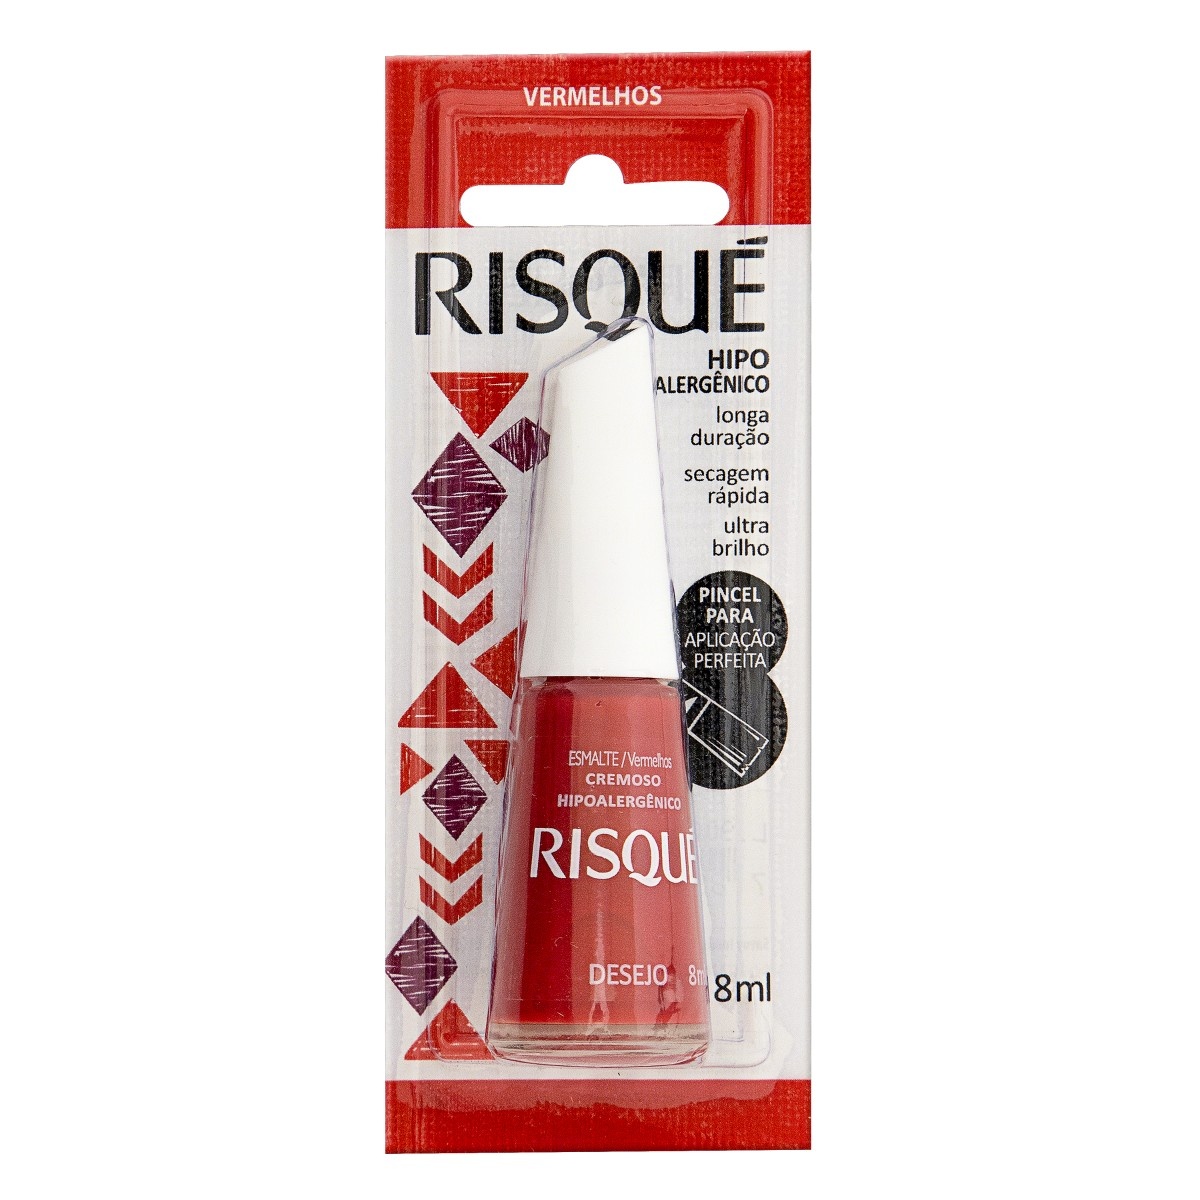 VERMELHOS
RISQUÉ
HIPO
ALERGÊNICO
longa
duração
secagem
rápida
ultra
brilho
PINCEL
PARA
APLICAÇÃO
PERFEITA
ESMALTE / Vermelhos
CREMOSO
HIPOALERGÊNICO
RISQUÉ
DESEJO 8m
8ml